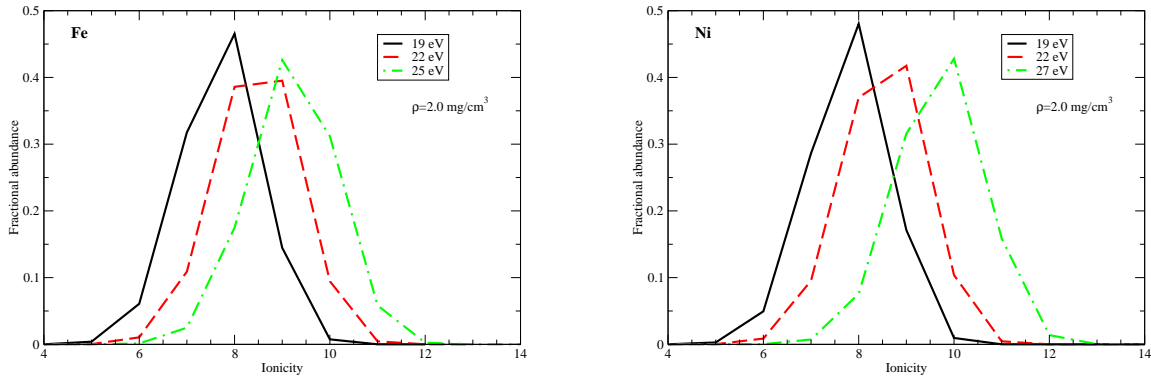 Fe
19 eV
22 eV
25 eV
ρ=2.0 mg/cm³
0.5
0.4
0.3
0.2
0.1
0
Fractional abundance
4 6 8 10 12 14
Ionicity
Ni
19 eV
22 eV
27 eV
ρ=2.0 mg/cm³
0.5
0.4
0.3
0.2
0.1
0
Fractional abundance
4 6 8 10 12 14
Ionicity